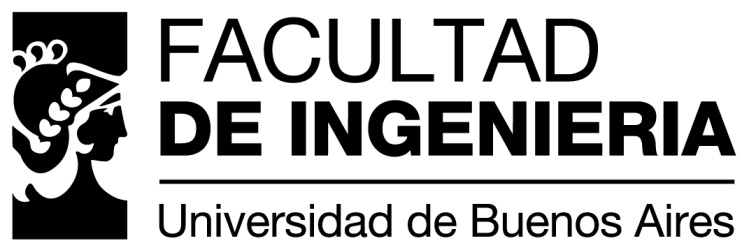 FACULTAD
DE INGENIERIA
Universidad de Buenos Aires